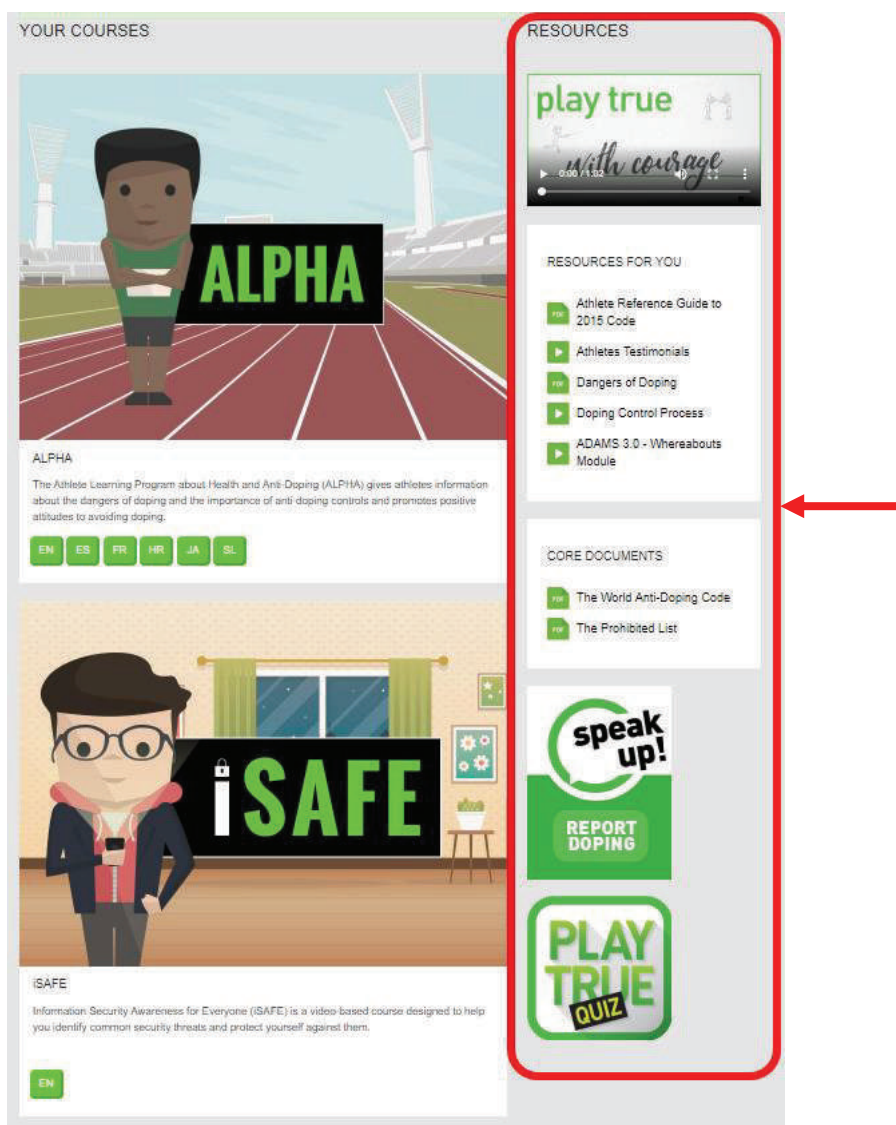 YOUR COURSES
ALPHA
ALPHA
The Athlete Learning Program about Health and Anti-Doping (ALPHA) gives athletes information
about the dangers of doping and the importance of anti doping controls and promotes positive
attitudes to avoiding doping.
EN ES FR HR JA SL
iSAFE
iSAFE
Information Security Awareness for Everyone (iSAFE) is a video-based course designed to help
you identify common security threats and protect yourself against them.
EN
RESOURCES
play true
with courage
0:00 / 1:02
RESOURCES FOR YOU
PDF Athlete Reference Guide to
2015 Code
Athletes Testimonials
PDF Dangers of Doping
Doping Control Process
ADAMS 3.0 - Whereabouts
Module
CORE DOCUMENTS
PDF The World Anti-Doping Code
PDF The Prohibited List
speak
up!
REPORT
DOPING
PLAY
TRUE
QUIZ